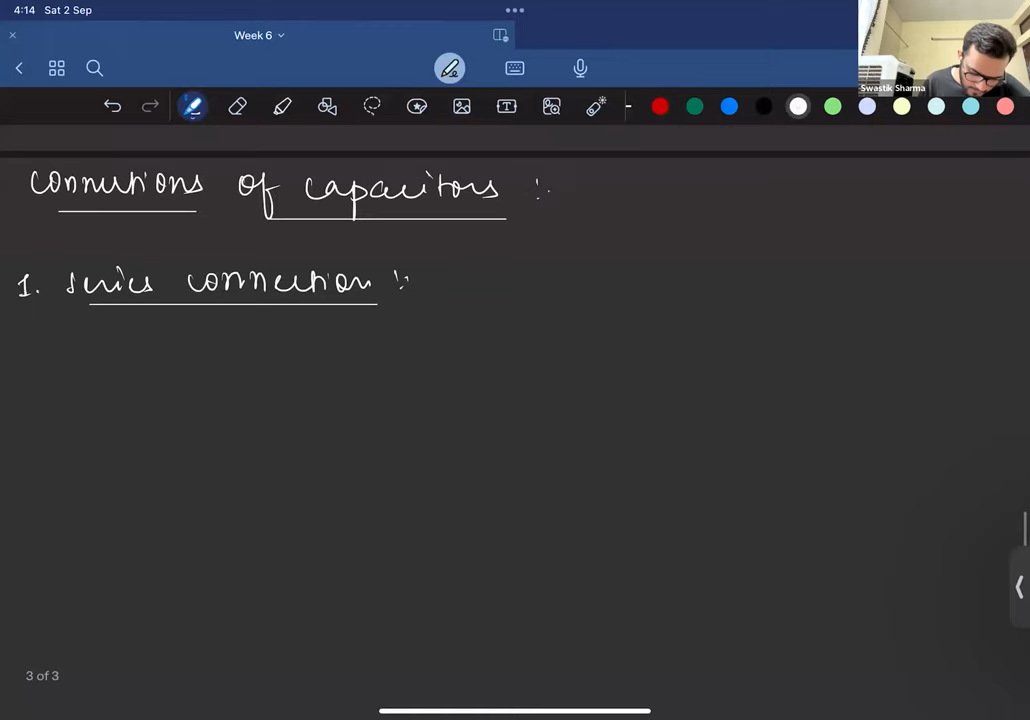 4:14 Sat 2 Sep
Week 6
Swastik Sharma
Connections of capacitors :-
1. Series connection :-
3 of 3